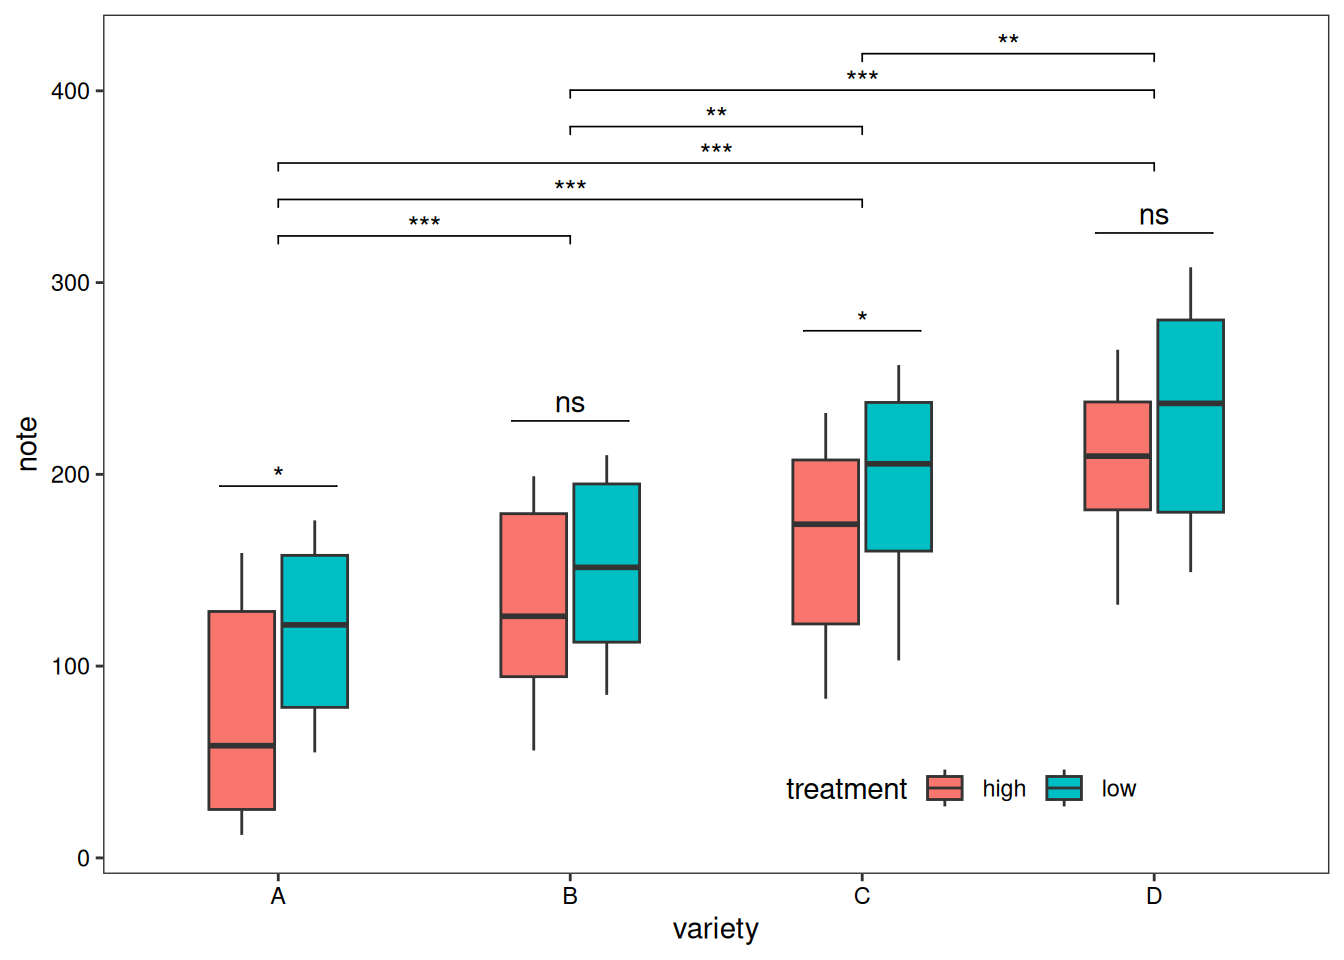 **
***
400
**
***
***
***
ns
300
*
ns
*
200
note
100
treatment high low
0
A B C D
variety